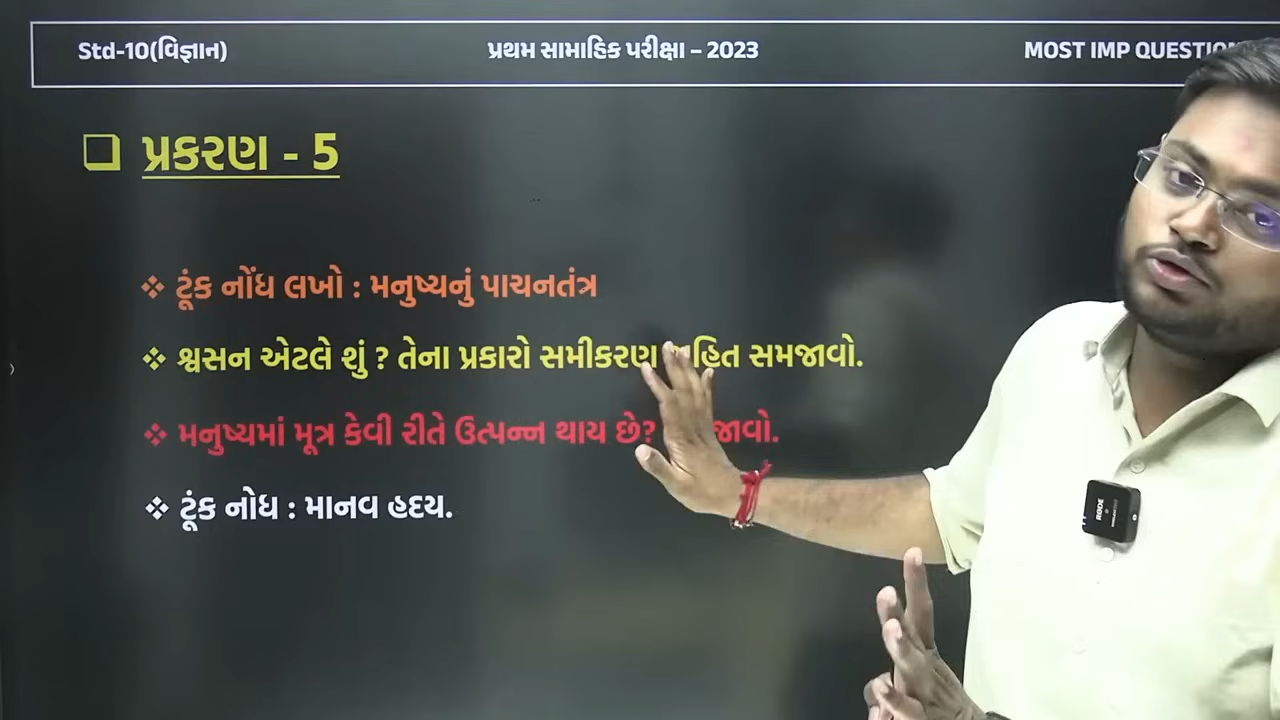 Std-10(વિજ્ઞાન) પ્રથમ સામાહિક પરીક્ષા – 2023 MOST IMP
પ્રકરણ - 5
❖ ટૂંક નોંધ લખો : મનુષ્યનું પાચનતંત્ર
❖ શ્વસન એટલે શું ? તેના પ્રકારો સમીકરણ સમજાવો.
❖ મનુષ્યમાં મૂત્ર કેવી રીતે ઉત્પન્ન થાય છે?
❖ ટૂંક નોધ : માનવ હૃદય.
RODE